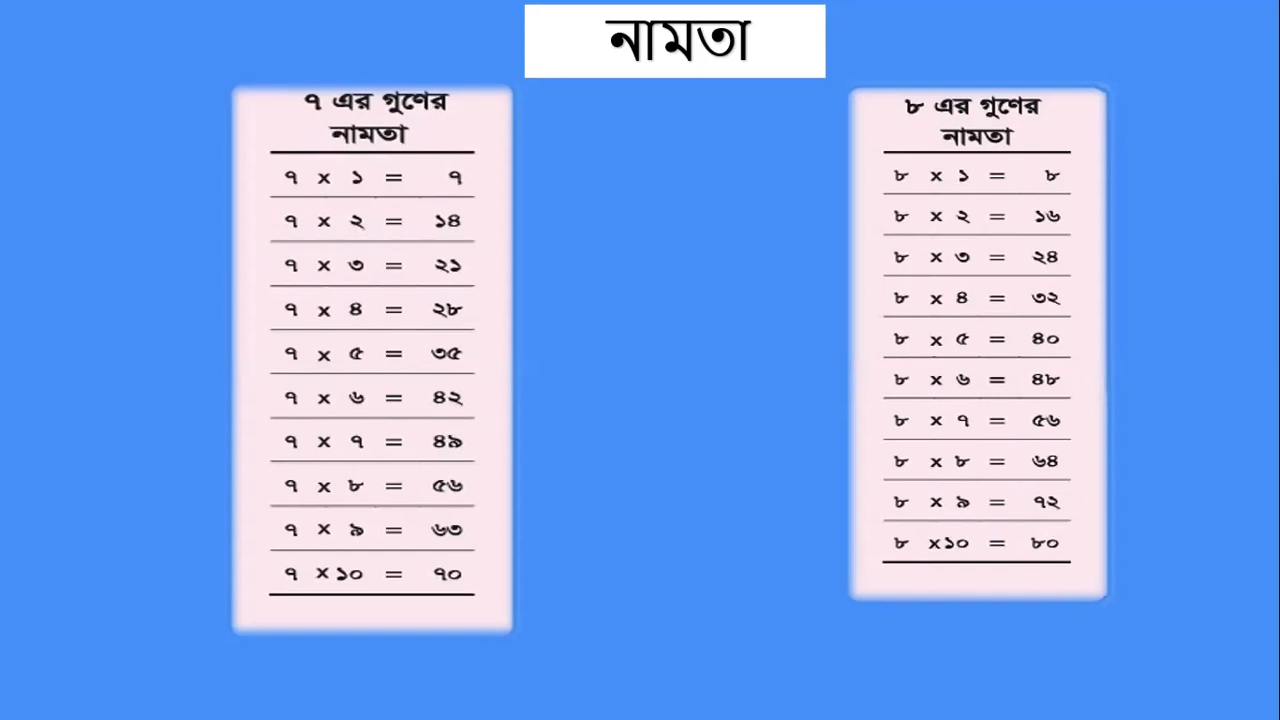 নামতা
৭ এর গুণের
নামতা
৭ x ১ = ৭
৭ x ২ = ১৪
৭ x ৩ = ২১
৭ x ৪ = ২৮
৭ x ৫ = ৩৫
৭ x ৬ = ৪২
৭ x ৭ = ৪৯
৭ x ৮ = ৫৬
৭ x ৯ = ৬৩
৭ x ১০ = ৭০
৮ এর গুণের
নামতা
৮ x ১ = ৮
৮ x ২ = ১৬
৮ x ৩ = ২৪
৮ x ৪ = ৩২
৮ x ৫ = ৪০
৮ x ৬ = ৪৮
৮ x ৭ = ৫৬
৮ x ৮ = ৬৪
৮ x ৯ = ৭২
৮ x ১০ = ৮০